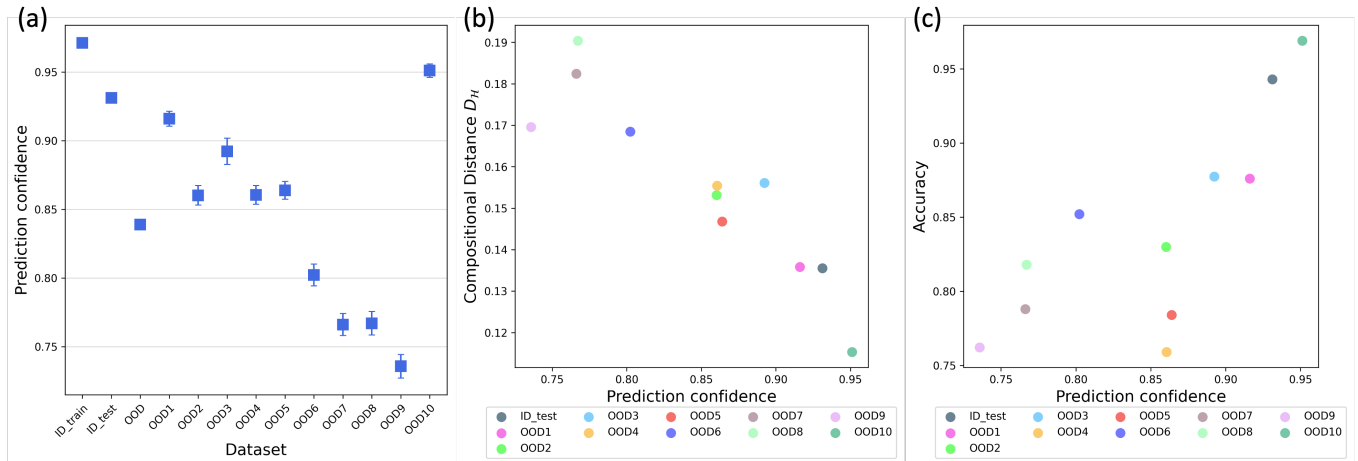 (a)
Prediction confidence
0.95
0.90
0.85
0.80
0.75
ID_train
ID_test
OOD
OOD1
OOD2
OOD3
OOD4
OOD5
OOD6
OOD7
OOD8
OOD9
OOD10
Dataset
(b)
Compositional Distance D_ℋ
0.19
0.18
0.17
0.16
0.15
0.14
0.13
0.12
0.75 0.80 0.85 0.90 0.95
Prediction confidence
ID_test OOD3 OOD5 OOD7 OOD9
OOD1 OOD4 OOD6 OOD8 OOD10
OOD2
(c)
Accuracy
0.95
0.90
0.85
0.80
0.75
0.75 0.80 0.85 0.90 0.95
Prediction confidence
ID_test OOD3 OOD5 OOD7 OOD9
OOD1 OOD4 OOD6 OOD8 OOD10
OOD2